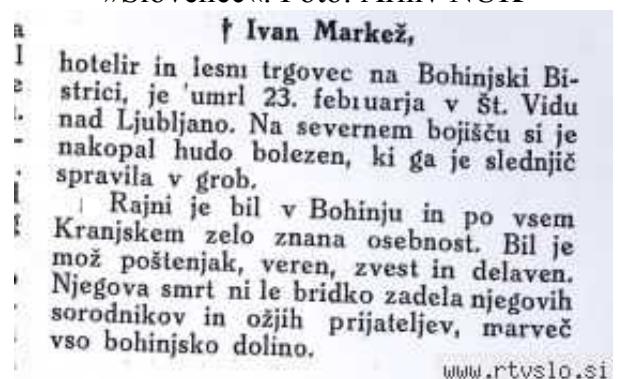 »Slovenec«. Foto: Arhiv NUK
† Ivan Markež,
hotelir in lesni trgovec na Bohinjski Bi-
strici, je umrl 23. februarja v Št. Vidu
nad Ljubljano. Na severnem bojišču si je
nakopal hudo bolezen, ki ga je slednjič
spravila v grob.
Rajni je bil v Bohinju in po vsem
Kranjskem zelo znana osebnost. Bil je
mož poštenjak, veren, zvest in delaven.
Njegova smrt ni le bridko zadela njegovih
sorodnikov in ožjih prijateljev, marveč
vso bohinjsko dolino.
www.rtvslo.si